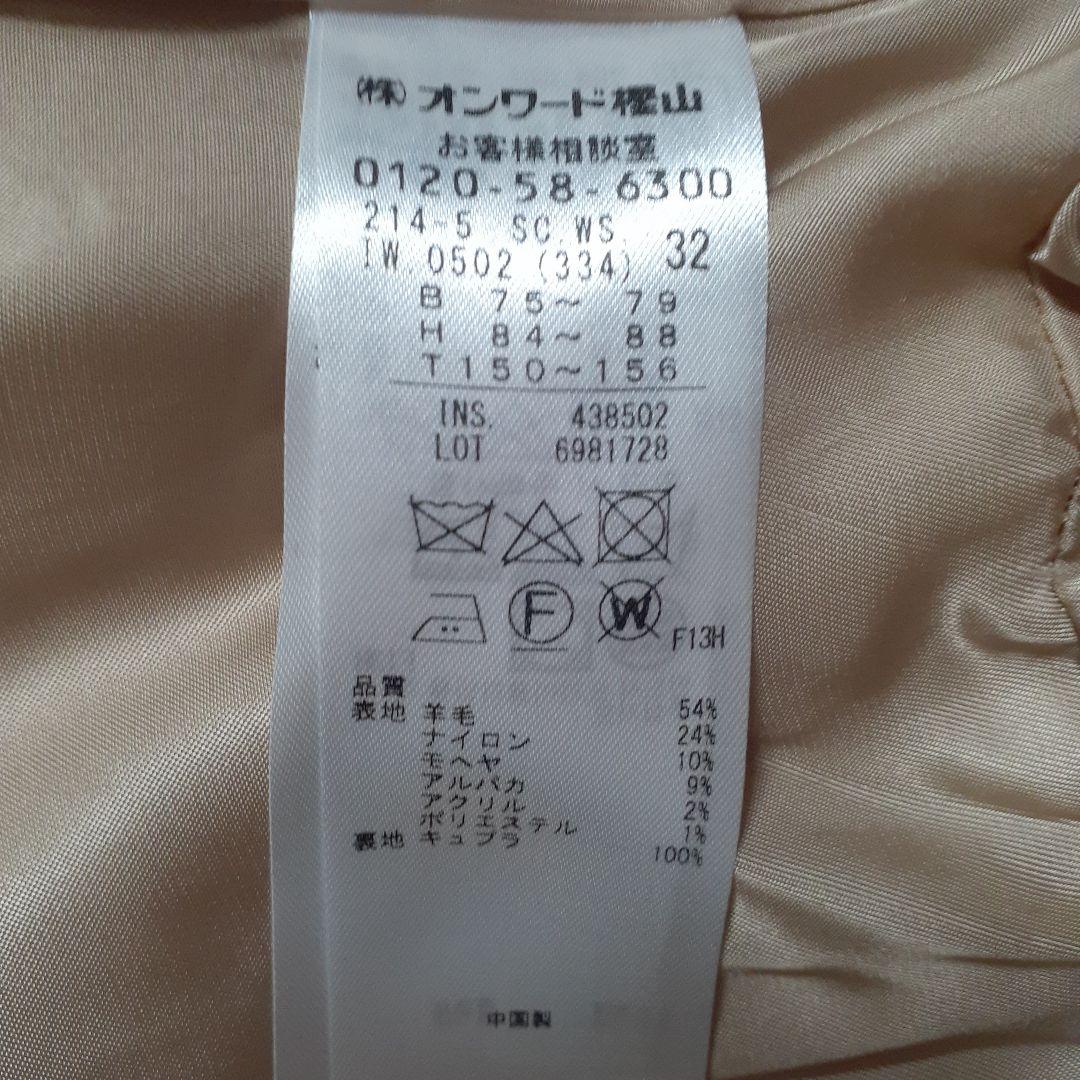 (株)オンワード樫山
お客様相談室
0120-58-6300
214-5 SC.WS.
IW.0502 (334) 32
B 75～ 79
H 84～ 88
T150～156
INS. 438502
LOT 6981728
F W F13H
品質
表地 羊毛 54%
ナイロン 24%
モヘヤ 10%
アルパカ 9%
アクリル 2%
ポリエステル 1%
裏地 キュプラ 100%
中国製